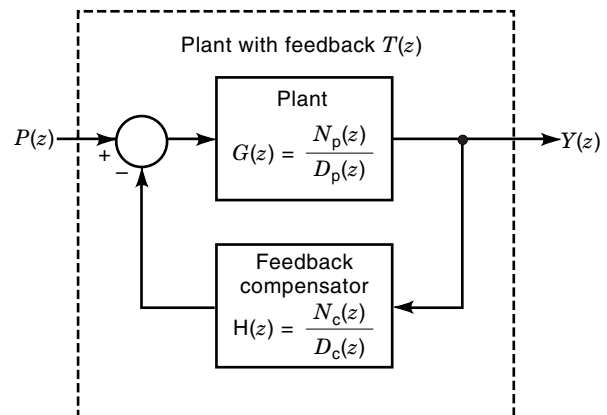 Plant with feedback T(z)
Plant
P(z)
+
−
G(z) = N_p(z) / D_p(z)
Y(z)
Feedback
compensator
H(z) = N_c(z) / D_c(z)